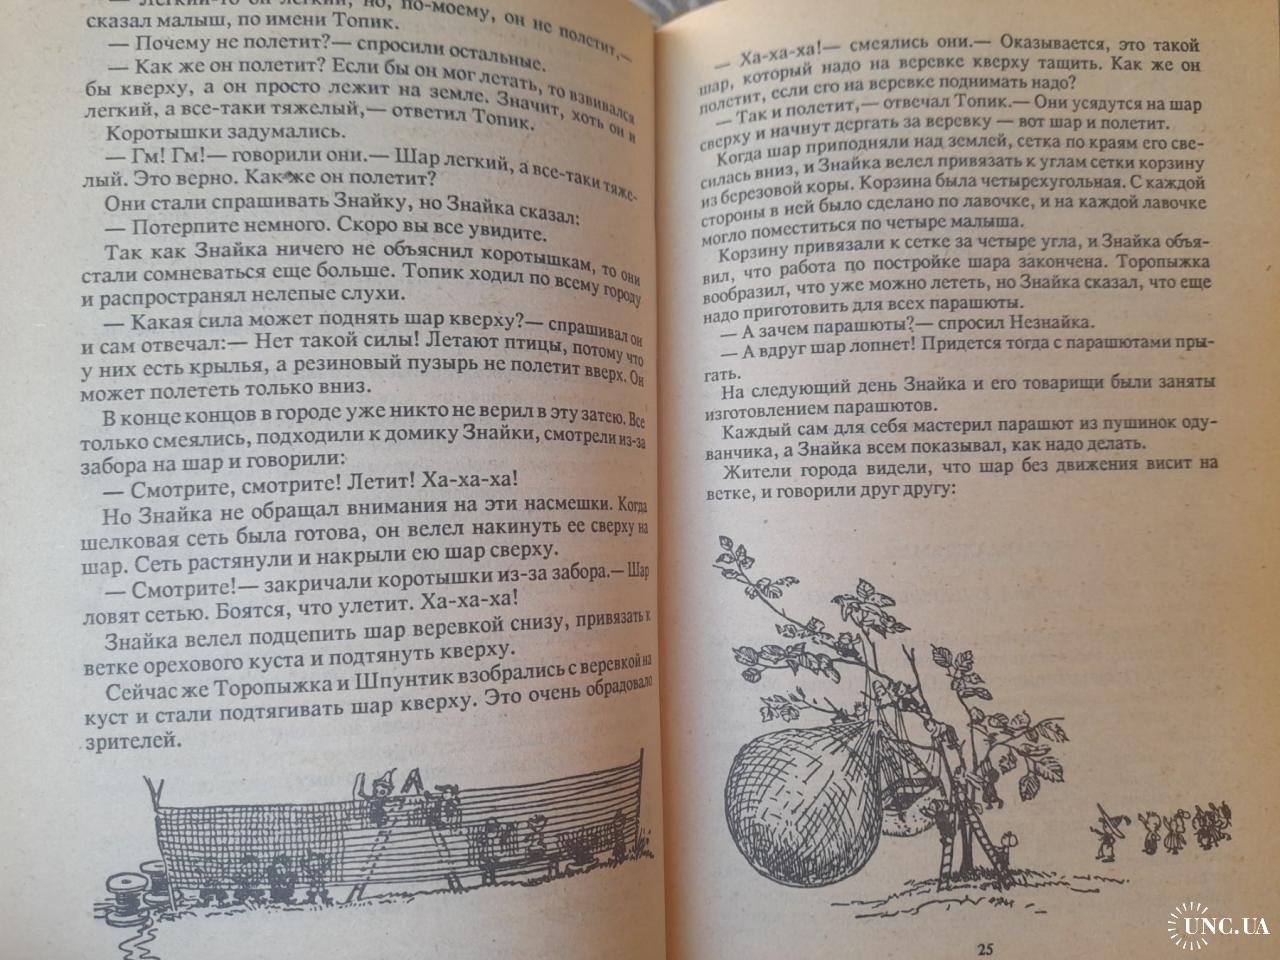 — Легкий-то он легкий, но, по-моему, он не полетит,—
сказал малыш, по имени Топик.
— Почему не полетит?— спросили остальные.
— Как же он полетит? Если бы он мог летать, то взвивался
бы кверху, а он просто лежит на земле. Значит, хоть он и
легкий, а все-таки тяжелый,— ответил Топик.
Коротышки задумались.
— Гм! Гм!— говорили они.— Шар легкий, а все-таки тяже-
лый. Это верно. Как же он полетит?
Они стали спрашивать Знайку, но Знайка сказал:
— Потерпите немного. Скоро вы все увидите.
Так как Знайка ничего не объяснил коротышкам, то они
стали сомневаться еще больше. Топик ходил по всему городу
и распространял нелепые слухи.
— Какая сила может поднять шар кверху?— спрашивал он
и сам отвечал:— Нет такой силы! Летают птицы, потому что
у них есть крылья, а резиновый пузырь не полетит вверх. Он
может полететь только вниз.
В конце концов в городе уже никто не верил в эту затею. Все
только смеялись, подходили к домику Знайки, смотрели из-за
забора на шар и говорили:
— Смотрите, смотрите! Летит! Ха-ха-ха!
Но Знайка не обращал внимания на эти насмешки. Когда
шелковая сеть была готова, он велел накинуть ее сверху на
шар. Сеть растянули и накрыли ею шар сверху.
— Смотрите!— закричали коротышки из-за забора.— Шар
ловят сетью. Боятся, что улетит. Ха-ха-ха!
Знайка велел подцепить шар веревкой снизу, привязать к
ветке орехового куста и подтянуть кверху.
Сейчас же Торопыжка и Шпунтик взобрались с веревкой на
куст и стали подтягивать шар кверху. Это очень обрадовало
зрителей.
— Ха-ха-ха!— смеялись они.— Оказывается, это такой
шар, который надо на веревке кверху тащить. Как же он
полетит, если его на веревке поднимать надо?
— Так и полетит,— отвечал Топик.— Они усядутся на шар
сверху и начнут дергать за веревку — вот шар и полетит.
Когда шар приподняли над землей, сетка по краям его све-
силась вниз, и Знайка велел привязать к углам сетки корзину
из березовой коры. Корзина была четырехугольная. С каждой
стороны в ней было сделано по лавочке, и на каждой лавочке
могло поместиться по четыре малыша.
Корзину привязали к сетке за четыре угла, и Знайка объя-
вил, что работа по постройке шара закончена. Торопыжка
вообразил, что уже можно лететь, но Знайка сказал, что еще
надо приготовить для всех парашюты.
— А зачем парашюты?— спросил Незнайка.
— А вдруг шар лопнет! Придется тогда с парашютами пры-
гать.
На следующий день Знайка и его товарищи были заняты
изготовлением парашютов.
Каждый сам для себя мастерил парашют из пушинок оду-
ванчика, а Знайка всем показывал, как надо делать.
Жители города видели, что шар без движения висит на
ветке, и говорили друг другу:
25
UNC.UA